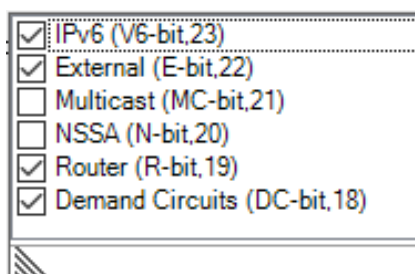 IPv6 (V6-bit,23)
External (E-bit,22)
Multicast (MC-bit,21)
NSSA (N-bit,20)
Router (R-bit,19)
Demand Circuits (DC-bit,18)